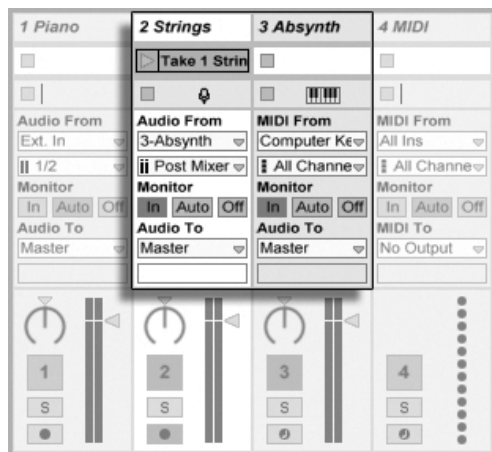 1 Piano
2 Strings
3 Absynth
4 MIDI
Take 1 Strin
Audio From
Audio From
MIDI From
MIDI From
Ext. In
3-Absynth
Computer Ke
All Ins
1/2
Post Mixer
All Channe
All Channe
Monitor
Monitor
Monitor
Monitor
In Auto Off
In Auto Off
In Auto Off
In Auto Off
Audio To
Audio To
Audio To
MIDI To
Master
Master
Master
No Output
1
2
3
4
S
S
S
S